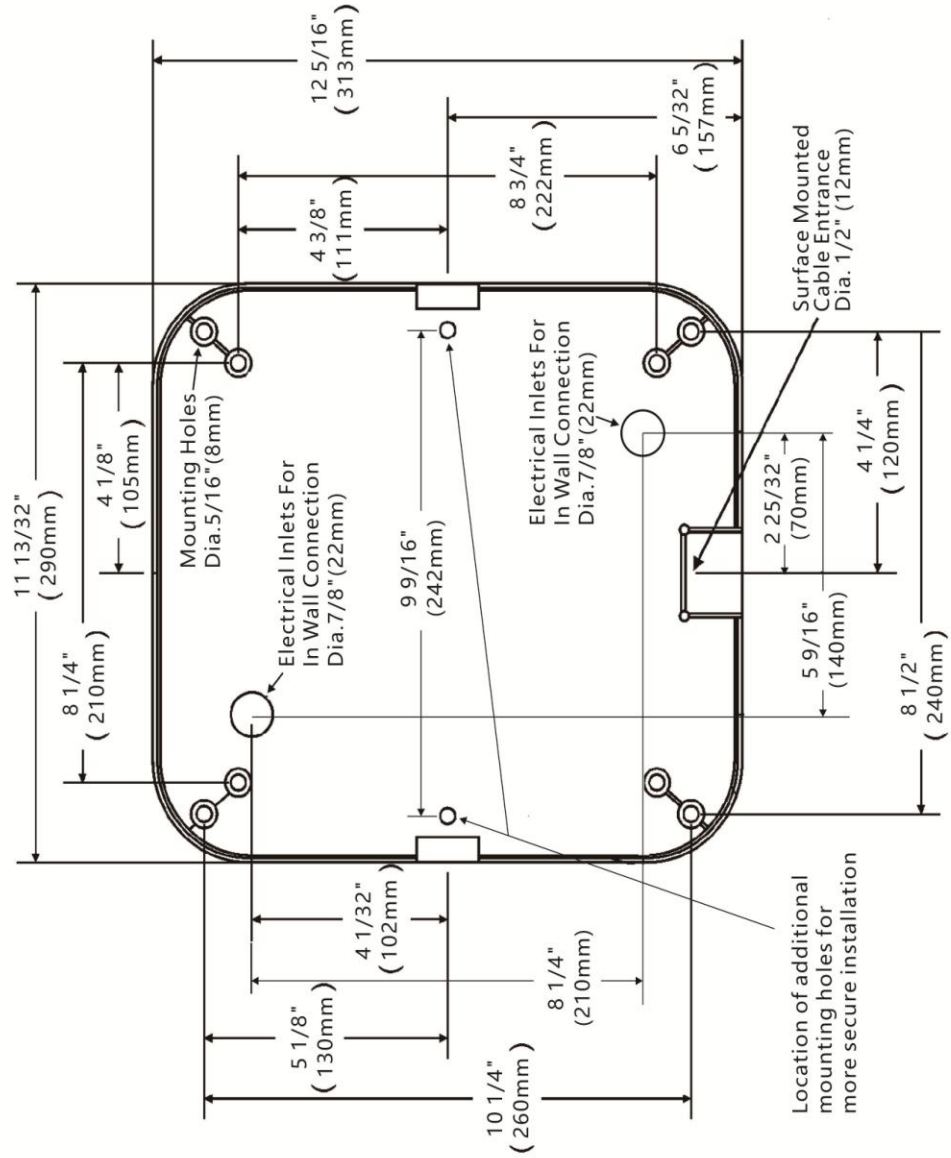 12 5/16"
( 313mm )
6 5/32"
( 157mm )
8 3/4"
( 222mm )
4 3/8"
( 111mm )
Surface Mounted
Cable Entrance
Dia. 1/2" (12mm)
11 13/32"
( 290mm )
4 1/8"
( 105mm )
8 1/4"
( 210mm )
Mounting Holes
Dia.5/16"(8mm)
Electrical Inlets For
In Wall Connection
Dia.7/8"(22mm)
9 9/16"
(242mm)
Electrical Inlets For
In Wall Connection
Dia.7/8"(22mm)
2 25/32"
(70mm)
4 1/4"
(120mm)
5 9/16"
(140mm)
8 1/2"
( 240mm)
4 1/32"
( 102mm )
8 1/4"
(210mm)
5 1/8"
( 130mm )
10 1/4"
( 260mm )
Location of additional
mounting holes for
more secure installation